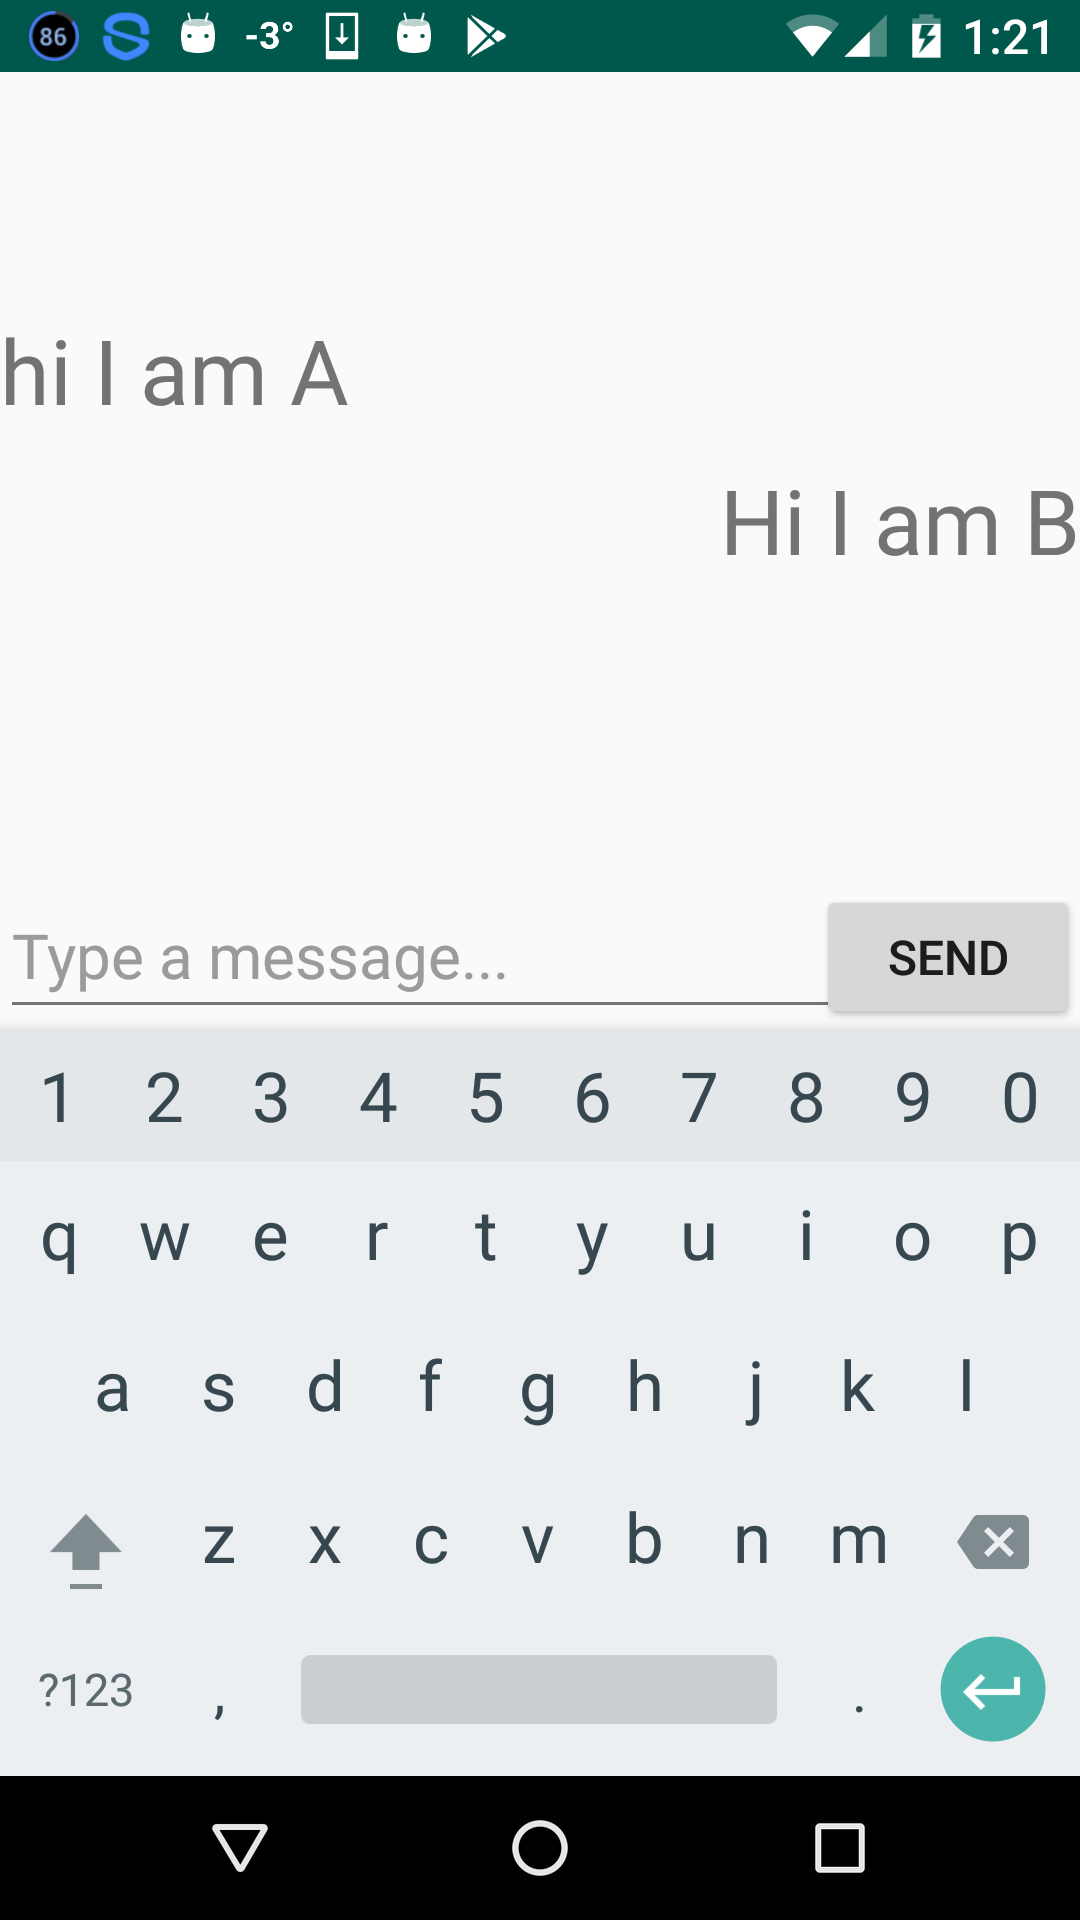 86 -3° 1:21
hi I am A
Hi I am B
Type a message...
SEND
1 2 3 4 5 6 7 8 9 0
q w e r t y u i o p
a s d f g h j k l
z x c v b n m
?123 , .